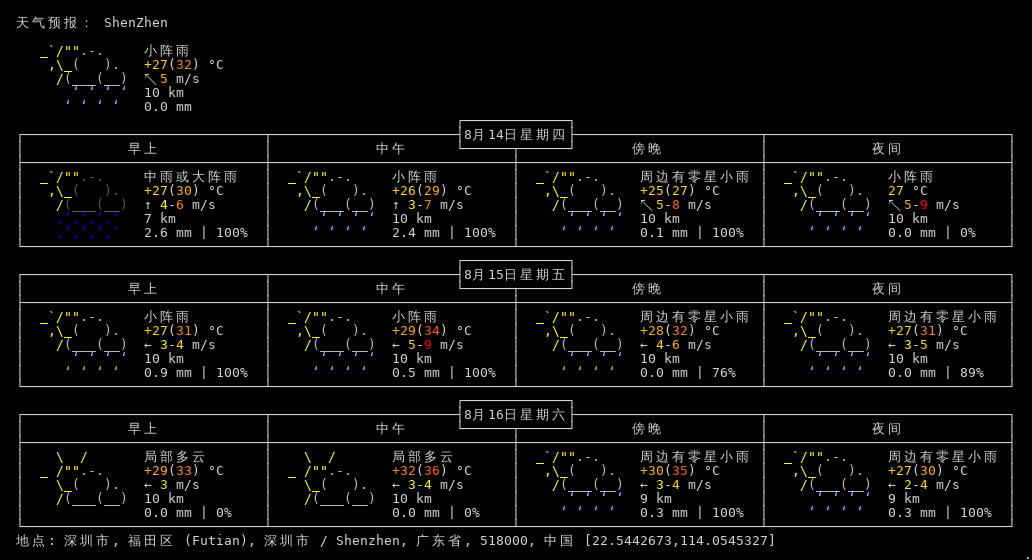 天气预报： ShenZhen
小阵雨
+27(32) °C
↖ 5 m/s
10 km
0.0 mm
8月14日星期四
早上 中午 傍晚 夜间
中雨或大阵雨 小阵雨 周边有零星小雨 小阵雨
+27(30) °C +26(29) °C +25(27) °C 27 °C
↑ 4-6 m/s ↑ 3-7 m/s ↖ 5-8 m/s ↖ 5-9 m/s
7 km 10 km 10 km 10 km
2.6 mm | 100% 2.4 mm | 100% 0.1 mm | 100% 0.0 mm | 0%
8月15日星期五
早上 中午 傍晚 夜间
小阵雨 小阵雨 周边有零星小雨 周边有零星小雨
+27(31) °C +29(34) °C +28(32) °C +27(31) °C
← 3-4 m/s ← 5-9 m/s ← 4-6 m/s ← 3-5 m/s
10 km 10 km 10 km 10 km
0.9 mm | 100% 0.5 mm | 100% 0.0 mm | 76% 0.0 mm | 89%
8月16日星期六
早上 中午 傍晚 夜间
局部多云 局部多云 周边有零星小雨 周边有零星小雨
+29(33) °C +32(36) °C +30(35) °C +27(30) °C
← 3 m/s ← 3-4 m/s ← 3-4 m/s ← 2-4 m/s
10 km 10 km 9 km 9 km
0.0 mm | 0% 0.0 mm | 0% 0.3 mm | 100% 0.3 mm | 100%
地点: 深圳市, 福田区 (Futian), 深圳市 / Shenzhen, 广东省, 518000, 中国 [22.5442673,114.0545327]